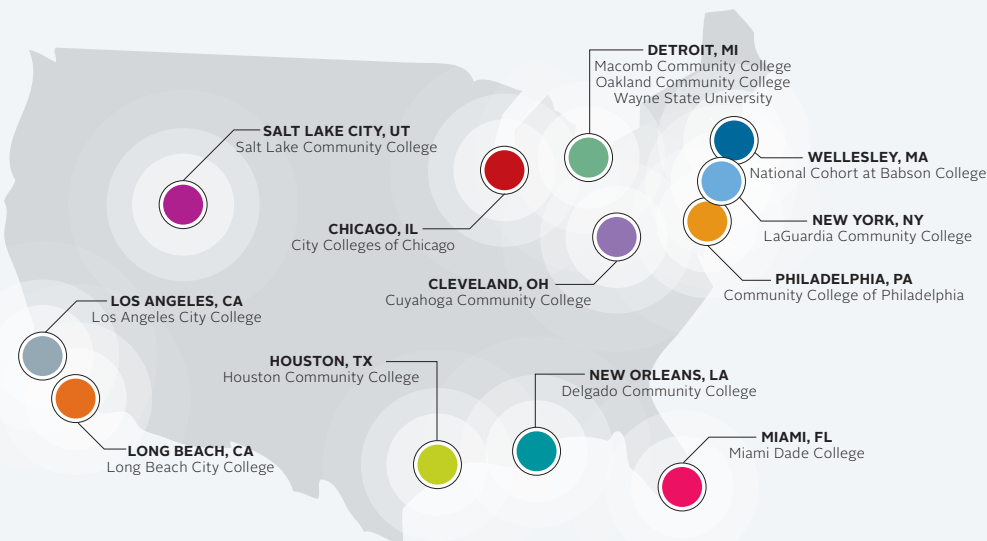 DETROIT, MI
Macomb Community College
Oakland Community College
Wayne State University
SALT LAKE CITY, UT
Salt Lake Community College
WELLESLEY, MA
National Cohort at Babson College
CHICAGO, IL
City Colleges of Chicago
NEW YORK, NY
LaGuardia Community College
CLEVELAND, OH
Cuyahoga Community College
PHILADELPHIA, PA
Community College of Philadelphia
LOS ANGELES, CA
Los Angeles City College
HOUSTON, TX
Houston Community College
NEW ORLEANS, LA
Delgado Community College
LONG BEACH, CA
Long Beach City College
MIAMI, FL
Miami Dade College